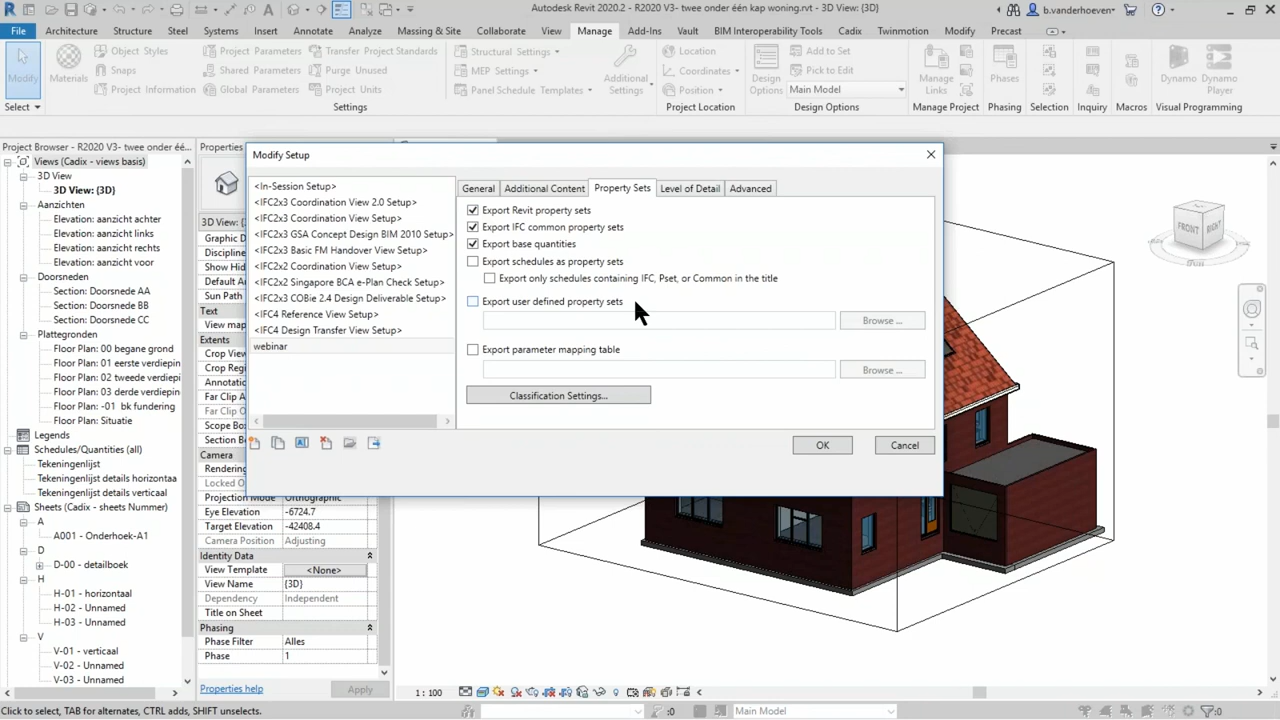 Autodesk Revit 2020.2 - R2020 V3- twee onder één kap woning.rvt - 3D View: {3D}
b.vanderhoeven
File Architecture Structure Steel Systems Insert Annotate Analyze Massing & Site Collaborate View Manage Add-Ins Vault BIM Interoperability Tools Cadix Twinmotion Modify Precast
Modify
Materials
Object Styles
Snaps
Project Information
Project Parameters
Shared Parameters
Global Parameters
Transfer Project Standards
Purge Unused
Project Units
Structural Settings
MEP Settings
Panel Schedule Templates
Additional Settings
Location
Coordinates
Position
Design Options
Add to Set
Pick to Edit
Main Model
Manage Links
Phases
Dynamo
Dynamo Player
Select
Settings
Project Location
Design Options
Manage Project
Phasing
Selection
Inquiry
Macros
Visual Programming
Project Browser - R2020 V3- twee onder
Views (Cadix - views basis)
3D View
3D View: {3D}
Aanzichten
Elevation: aanzicht achter
Elevation: aanzicht links
Elevation: aanzicht rechts
Elevation: aanzicht voor
Doorsneden
Section: Doorsnede AA
Section: Doorsnede BB
Section: Doorsnede CC
Plattegronden
Floor Plan: 00 begane grond
Floor Plan: 01 eerste verdiepin
Floor Plan: 02 tweede verdiepi
Floor Plan: 03 derde verdiepin
Floor Plan: -01 bk fundering
Floor Plan: Situatie
Legends
Schedules/Quantities (all)
Tekeningenlijst
Tekeningenlijst details horizontaa
Tekeningenlijst details verticaal
Sheets (Cadix - sheets Nummer)
A
A001 - Onderhoek-A1
D
D-00 - detailboek
H
H-01 - horizontaal
H-02 - Unnamed
H-03 - Unnamed
V
V-01 - verticaal
V-02 - Unnamed
V-03 - Unnamed
Properties
3D View: {3D
Graphic D
Discipline
Show Hid
Default A
Sun Path
Text
View map
Extents
Crop View
Crop Regi
Annotatio
Far Clip A
Far Clip O
Scope Bo
Section B
Camera
Rendering
Locked O
Projection Mode Orthographic
Eye Elevation -6724.7
Target Elevation -42408.4
Camera Position Adjusting
Identity Data
View Template <None>
View Name {3D}
Dependency Independent
Title on Sheet
Phasing
Phase Filter Alles
Phase 1
Properties help
Apply
Modify Setup
<In-Session Setup>
<IFC2x3 Coordination View 2.0 Setup>
<IFC2x3 Coordination View Setup>
<IFC2x3 GSA Concept Design BIM 2010 Setup>
<IFC2x3 Basic FM Handover View Setup>
<IFC2x2 Coordination View Setup>
<IFC2x2 Singapore BCA e-Plan Check Setup>
<IFC2x3 COBie 2.4 Design Deliverable Setup>
<IFC4 Reference View Setup>
<IFC4 Design Transfer View Setup>
webinar
General Additional Content Property Sets Level of Detail Advanced
Export Revit property sets
Export IFC common property sets
Export base quantities
Export schedules as property sets
Export only schedules containing IFC, Pset, or Common in the title
Export user defined property sets
Browse ...
Export parameter mapping table
Browse ...
Classification Settings...
OK
Cancel
FRONT
1 : 100
Click to select, TAB for alternates, CTRL adds, SHIFT unselects.
:0
Main Model
:0